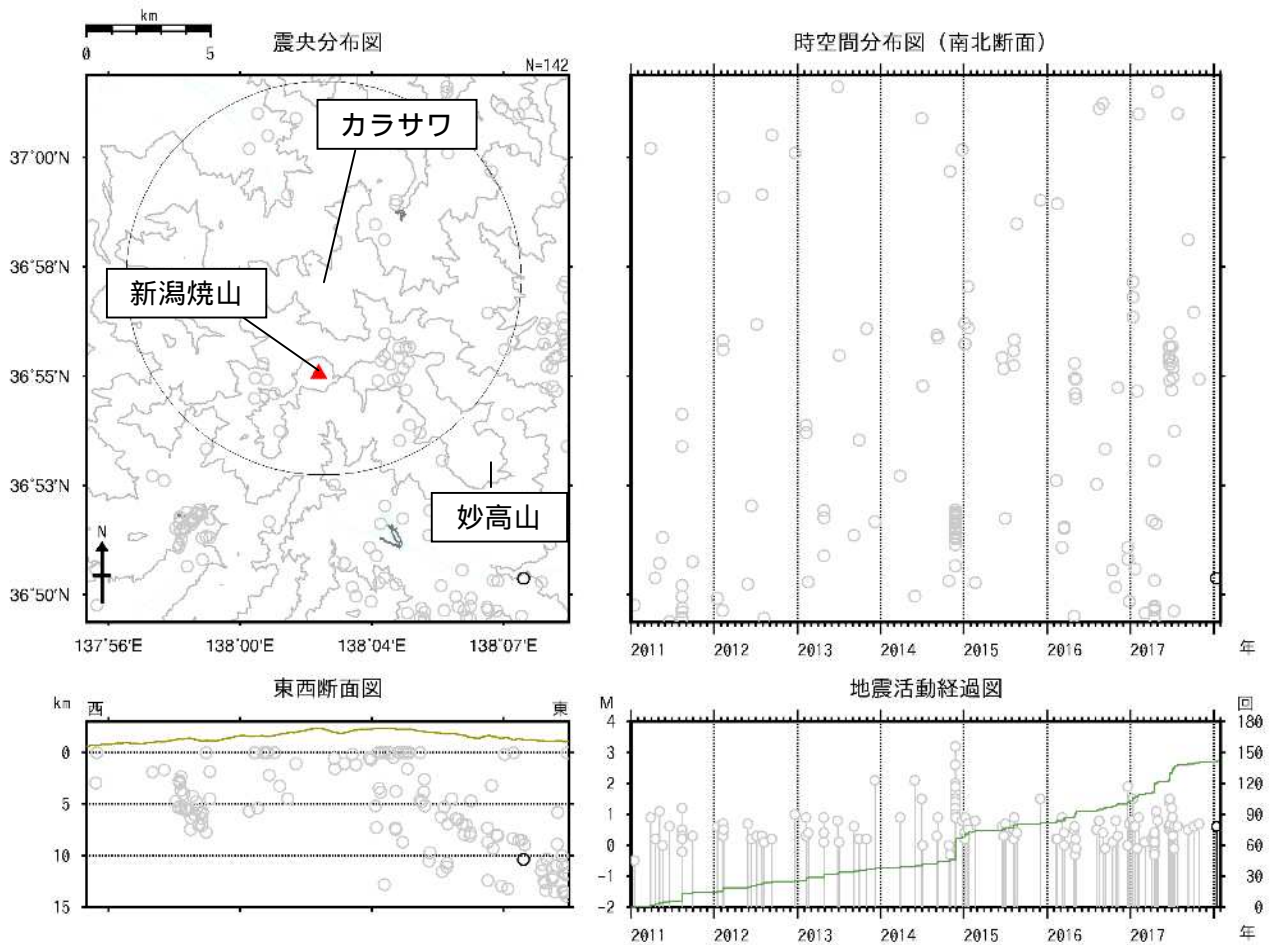 km
0 5
震央分布図
N=142
カラサワ
37°00'N
36°58'N
新潟焼山
36°55'N
36°53'N
妙高山
N
36°50'N
137°56'E 138°00'E 138°04'E 138°07'E
時空間分布図（南北断面）
2011 2012 2013 2014 2015 2016 2017 年
東西断面図
km 西 東
0
5
10
15
地震活動経過図
M 回
4 180
3 150
2 120
1 90
0 60
-1 30
-2 0
2011 2012 2013 2014 2015 2016 2017 年